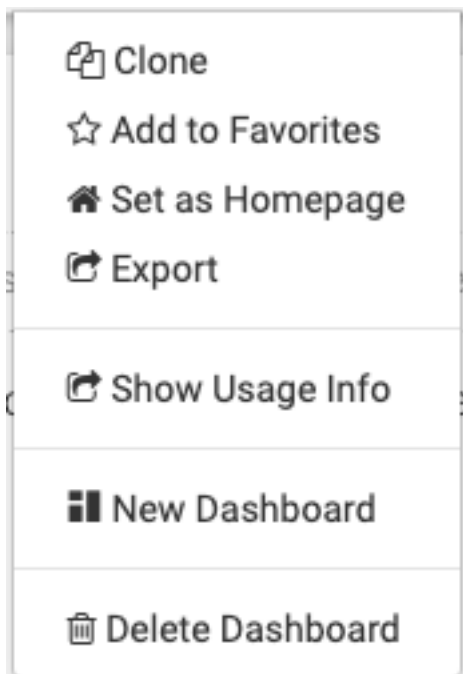 Clone
Add to Favorites
Set as Homepage
Export
Show Usage Info
New Dashboard
Delete Dashboard